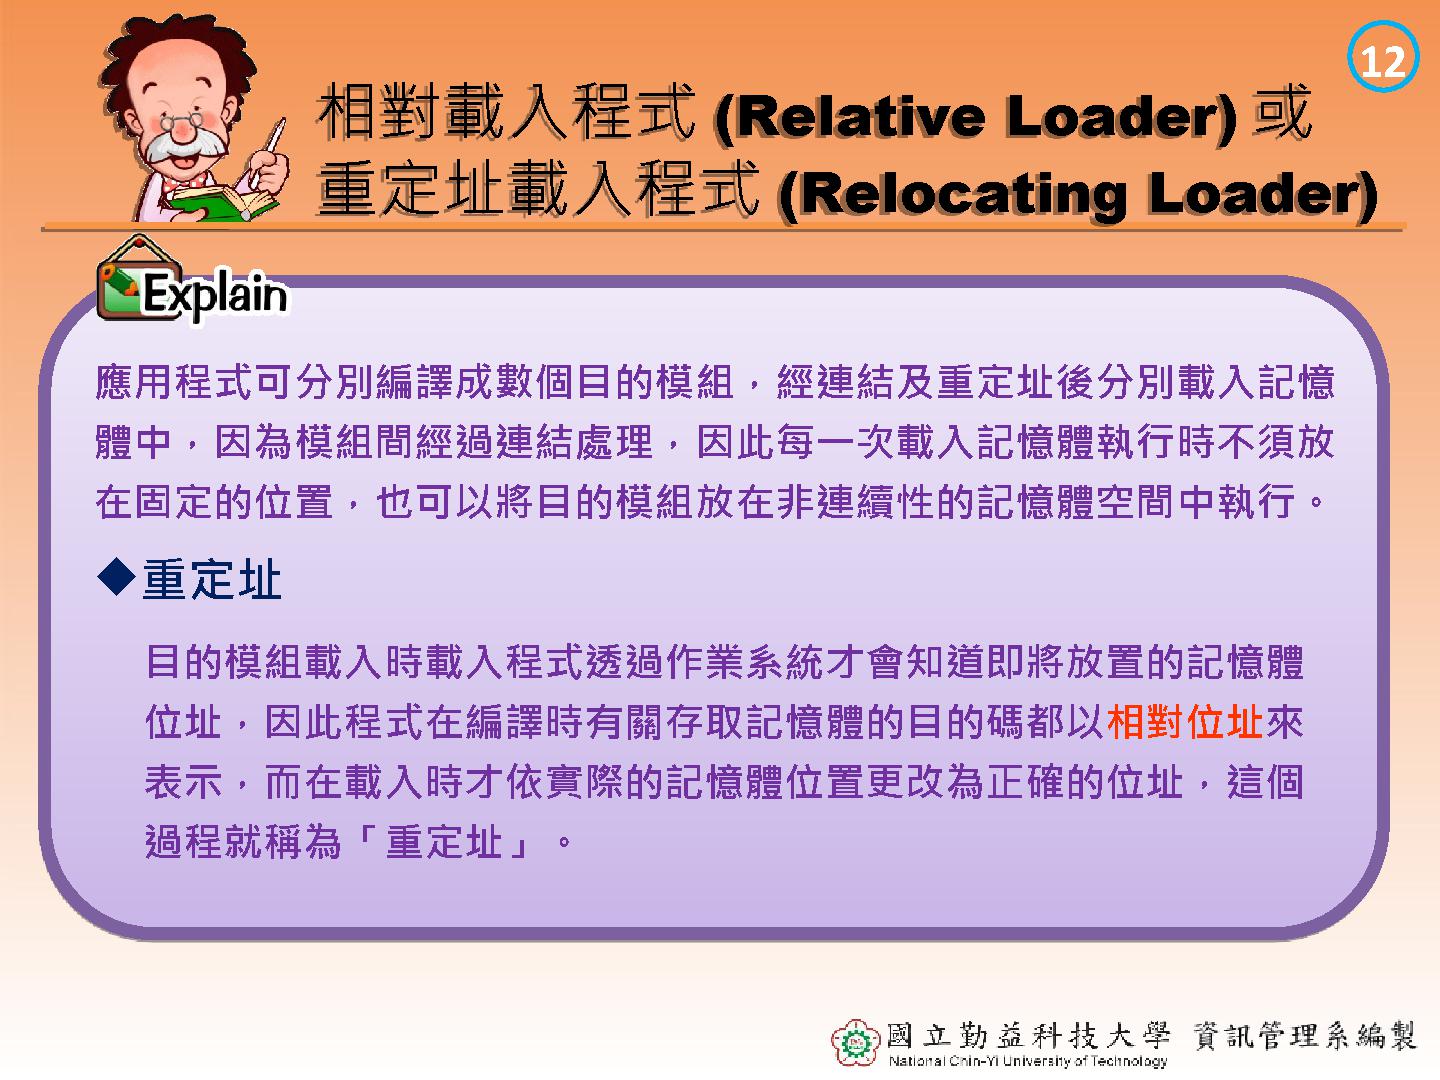 12
相對載入程式 (Relative Loader) 或
重定址載入程式 (Relocating Loader)
Explain
應用程式可分別編譯成數個目的模組，經連結及重定址後分別載入記憶
體中，因為模組間經過連結處理，因此每一次載入記憶體執行時不須放
在固定的位置，也可以將目的模組放在非連續性的記憶體空間中執行。
◆重定址
目的模組載入時載入程式透過作業系統才會知道即將放置的記憶體
位址，因此程式在編譯時有關存取記憶體的目的碼都以相對位址來
表示，而在載入時才依實際的記憶體位置更改為正確的位址，這個
過程就稱為「重定址」。
國立勤益科技大學 資訊管理系編製
National Chin-Yi University of Technology